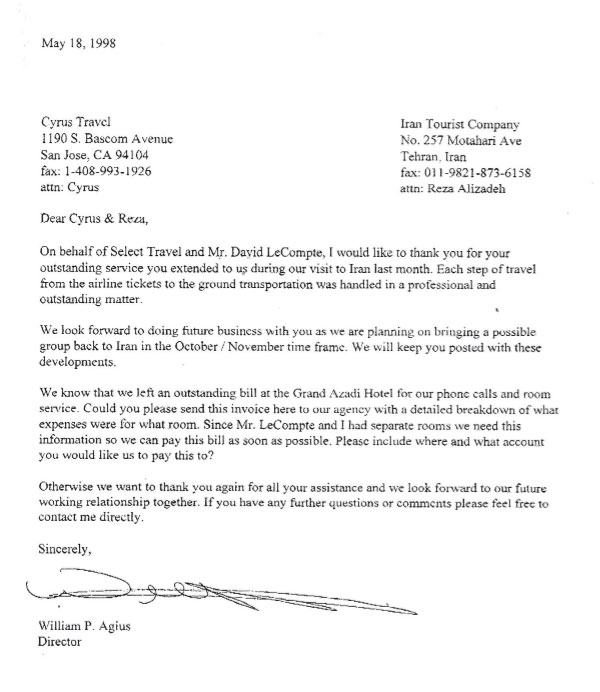 May 18, 1998
Cyrus Travel
1190 S. Bascom Avenue
San Jose, CA 94104
fax: 1-408-993-1926
attn: Cyrus
Iran Tourist Company
No. 257 Motahari Ave
Tehran, Iran
fax: 011-9821-873-6158
attn: Reza Alizadeh
Dear Cyrus & Reza,
On behalf of Select Travel and Mr. David LeCompte, I would like to thank you for your
outstanding service you extended to us during our visit to Iran last month. Each step of travel
from the airline tickets to the ground transportation was handled in a professional and
outstanding matter.
We look forward to doing future business with you as we are planning on bringing a possible
group back to Iran in the October / November time frame. We will keep you posted with these
developments.
We know that we left an outstanding bill at the Grand Azadi Hotel for our phone calls and room
service. Could you please send this invoice here to our agency with a detailed breakdown of what
expenses were for what room. Since Mr. LeCompte and I had separate rooms we need this
information so we can pay this bill as soon as possible. Please include where and what account
you would like us to pay this to?
Otherwise we want to thank you again for all your assistance and we look forward to our future
working relationship together. If you have any further questions or comments please feel free to
contact me directly.
Sincerely,
William P. Agius
Director